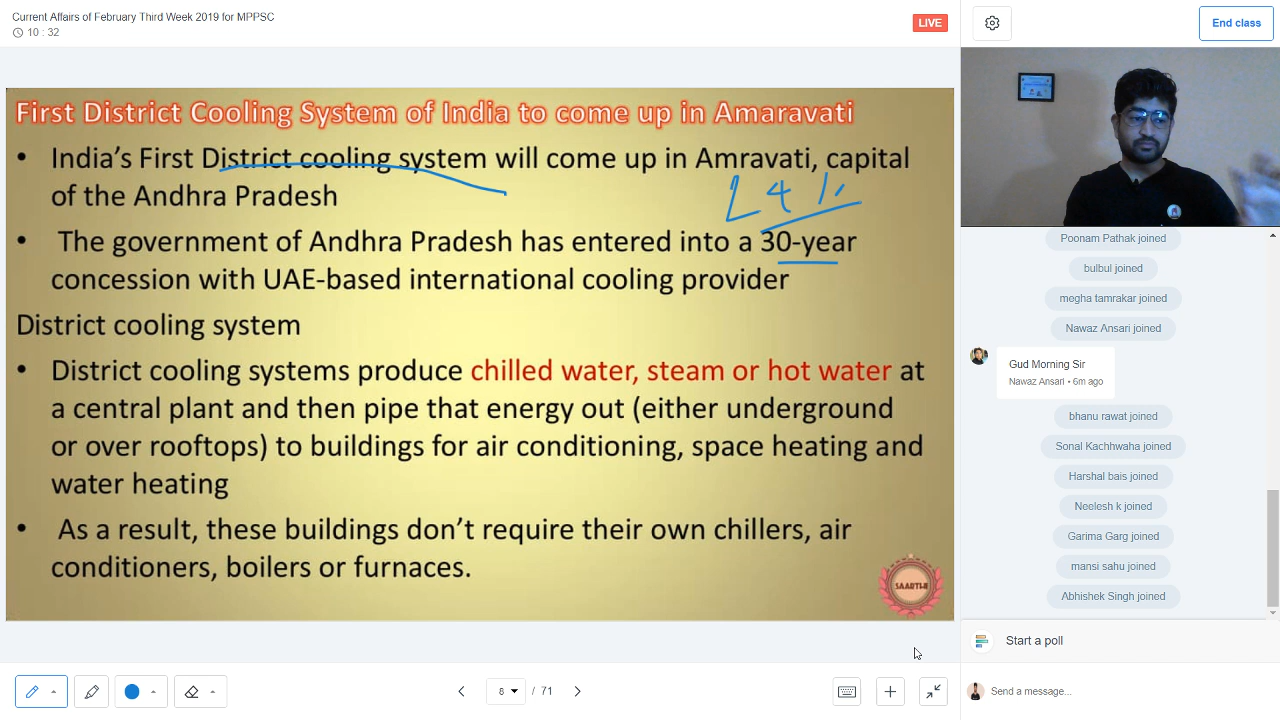 Current Affairs of February Third Week 2019 for MPPSC
10 : 32
LIVE
End class
First District Cooling System of India to come up in Amaravati
• India’s First District cooling system will come up in Amravati, capital
of the Andhra Pradesh
24 %
• The government of Andhra Pradesh has entered into a 30-year
concession with UAE-based international cooling provider
District cooling system
• District cooling systems produce chilled water, steam or hot water at
a central plant and then pipe that energy out (either underground
or over rooftops) to buildings for air conditioning, space heating and
water heating
• As a result, these buildings don’t require their own chillers, air
conditioners, boilers or furnaces.
SAARTHI
Poonam Pathak joined
bulbul joined
megha tamrakar joined
Nawaz Ansari joined
Gud Morning Sir
Nawaz Ansari • 6m ago
bhanu rawat joined
Sonal Kachhwaha joined
Harshal bais joined
Neelesh k joined
Garima Garg joined
mansi sahu joined
Abhishek Singh joined
Start a poll
8 / 71
Send a message...